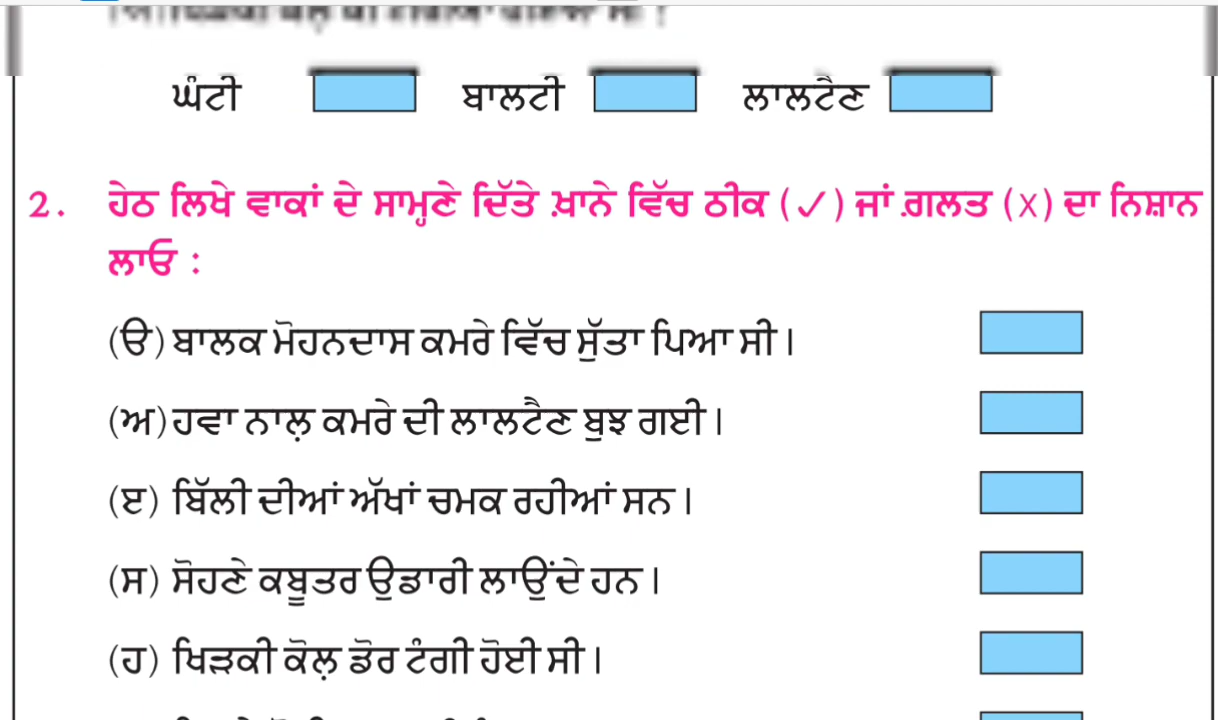 ਘੰਟੀ ਬਾਲਟੀ ਲਾਲਟੈਣ
2. ਹੇਠ ਲਿਖੇ ਵਾਕਾਂ ਦੇ ਸਾਮ੍ਹਣੇ ਦਿੱਤੇ ਖ਼ਾਨੇ ਵਿੱਚ ਠੀਕ (✓) ਜਾਂ ਗ਼ਲਤ (X) ਦਾ ਨਿਸ਼ਾਨ
ਲਾਓ :
(ੳ) ਬਾਲਕ ਮੋਹਨਦਾਸ ਕਮਰੇ ਵਿੱਚ ਸੁੱਤਾ ਪਿਆ ਸੀ।
(ਅ) ਹਵਾ ਨਾਲ਼ ਕਮਰੇ ਦੀ ਲਾਲਟੈਣ ਬੁਝ ਗਈ।
(ੲ) ਬਿੱਲੀ ਦੀਆਂ ਅੱਖਾਂ ਚਮਕ ਰਹੀਆਂ ਸਨ।
(ਸ) ਸੋਹਣੇ ਕਬੂਤਰ ਉਡਾਰੀ ਲਾਉਂਦੇ ਹਨ।
(ਹ) ਖਿੜਕੀ ਕੋਲ਼ ਡੋਰ ਟੰਗੀ ਹੋਈ ਸੀ।